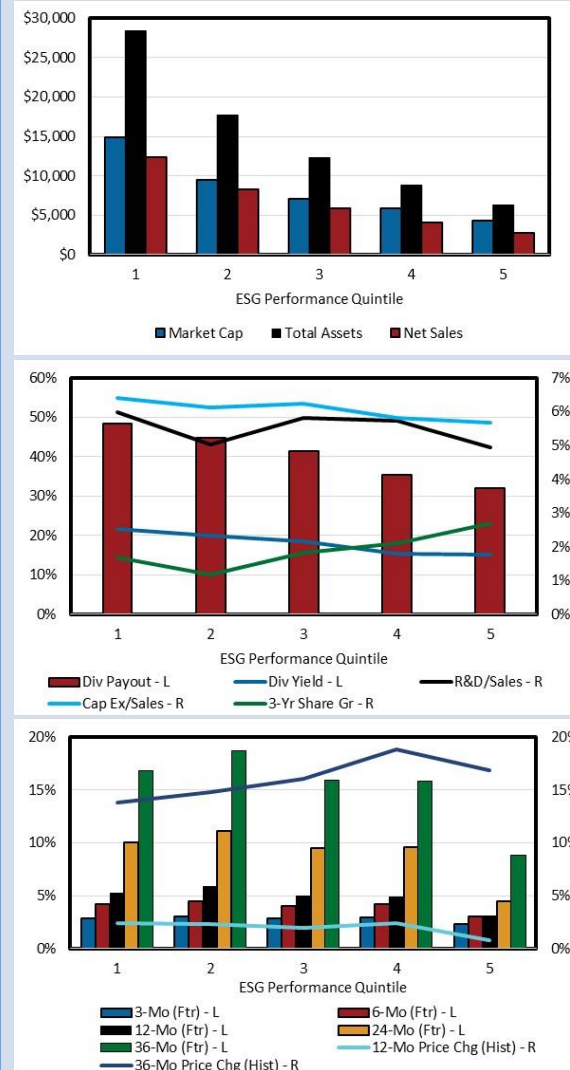 $30,000
$25,000
$20,000
$15,000
$10,000
$5,000
$0
1 2 3 4 5
ESG Performance Quintile
Market Cap Total Assets Net Sales
60% 7%
50% 6%
40% 5%
30% 4%
20% 3%
10% 2%
0% 1%
0%
1 2 3 4 5
ESG Performance Quintile
Div Payout - L Div Yield - L R&D/Sales - R
Cap Ex/Sales - R 3-Yr Share Gr - R
20% 20%
15% 15%
10% 10%
5% 5%
0% 0%
1 2 3 4 5
ESG Performance Quintile
3-Mo (Ftr) - L 6-Mo (Ftr) - L
12-Mo (Ftr) - L 24-Mo (Ftr) - L
36-Mo (Ftr) - L 12-Mo Price Chg (Hist) - R
36-Mo Price Chg (Hist) - R